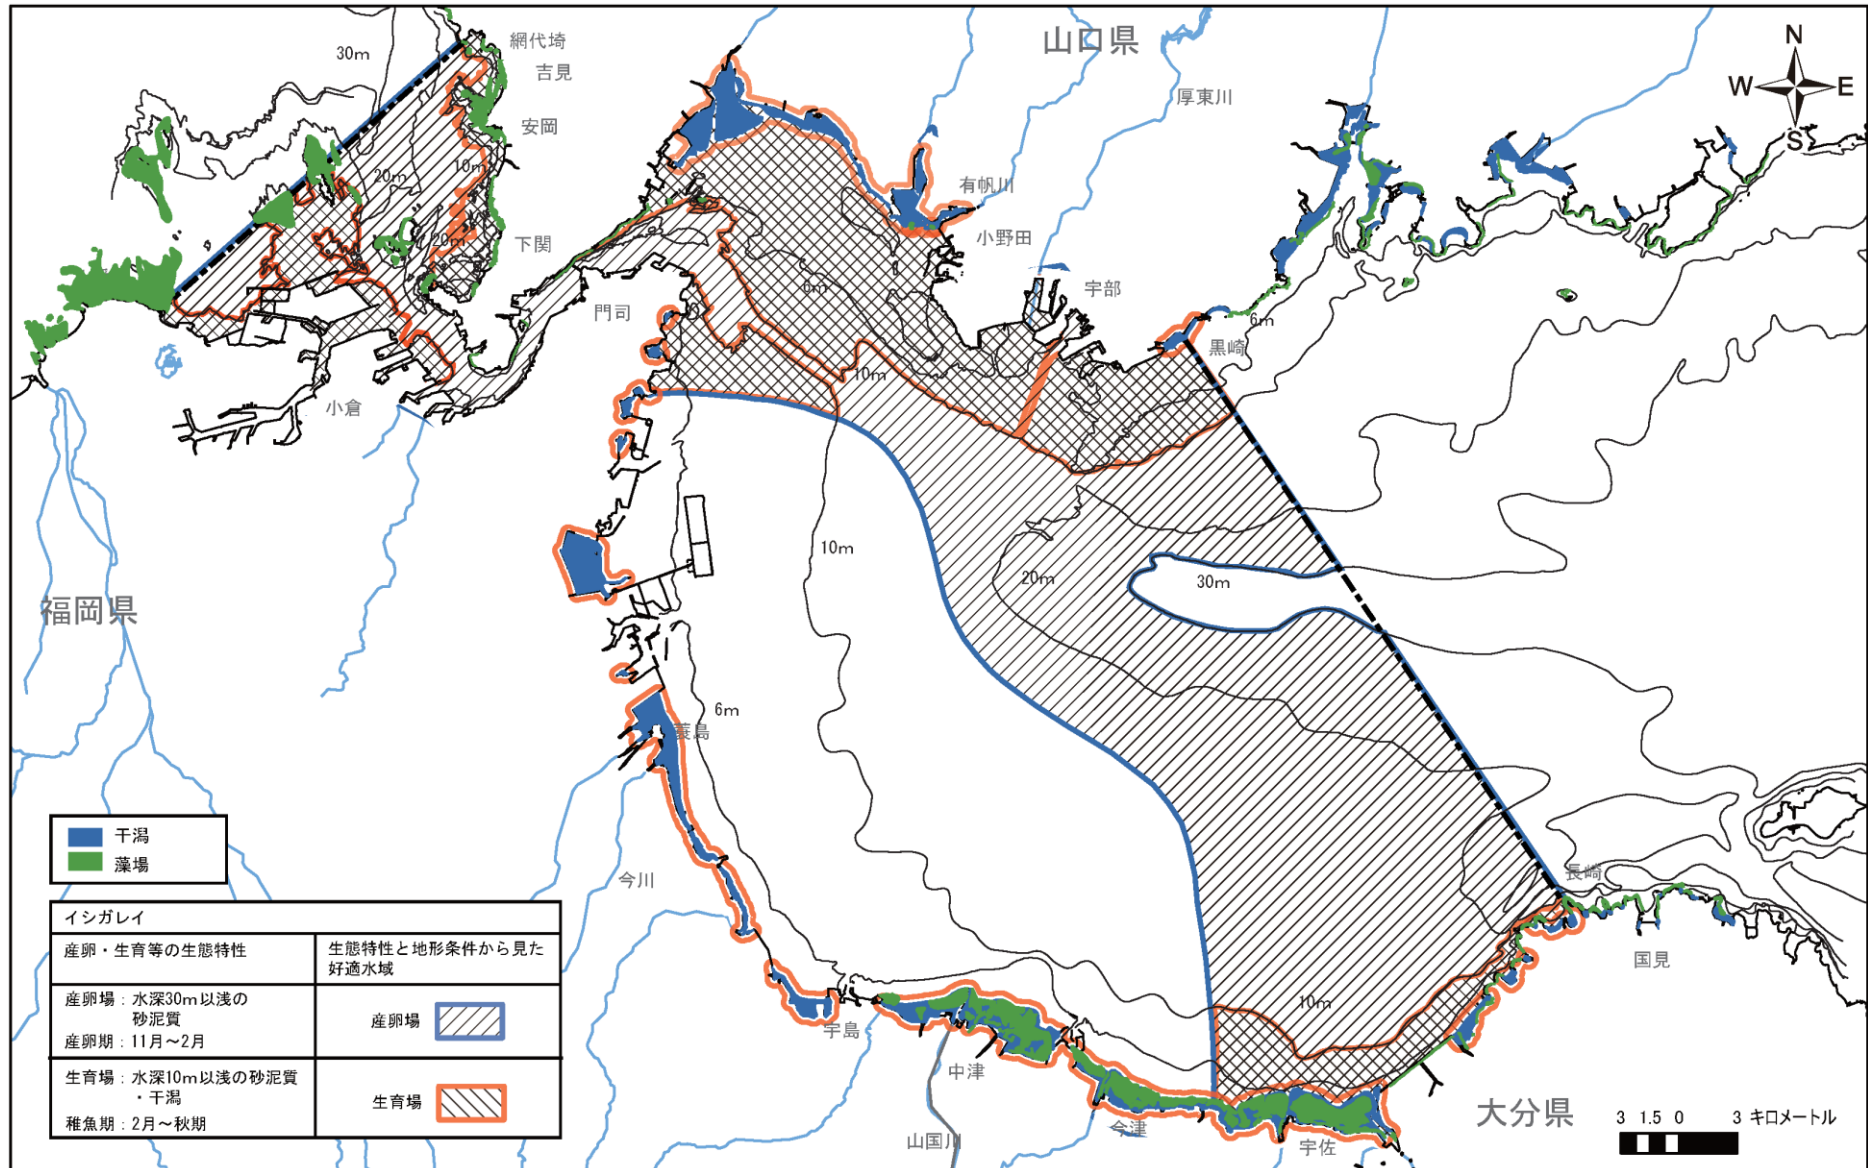 網代埼
30m
吉見
安岡
20m
10m
20m
下関
門司
小倉
福岡県
山口県
厚東川
有帆川
小野田
宇部
黒崎
6m
6m
10m
10m
20m
30m
6m
蓑島
今川
宇島
中津
山国川
今津
宇佐
10m
長崎
国見
大分県
N
W E
S
干潟
藻場
イシガレイ
産卵・生育等の生態特性
生態特性と地形条件から見た
好適水域
産卵場：水深30m以浅の
砂泥質
産卵期：11月～2月
産卵場
生育場：水深10m以浅の砂泥質
・干潟
稚魚期：2月～秋期
生育場
3 1.5 0 3 キロメートル